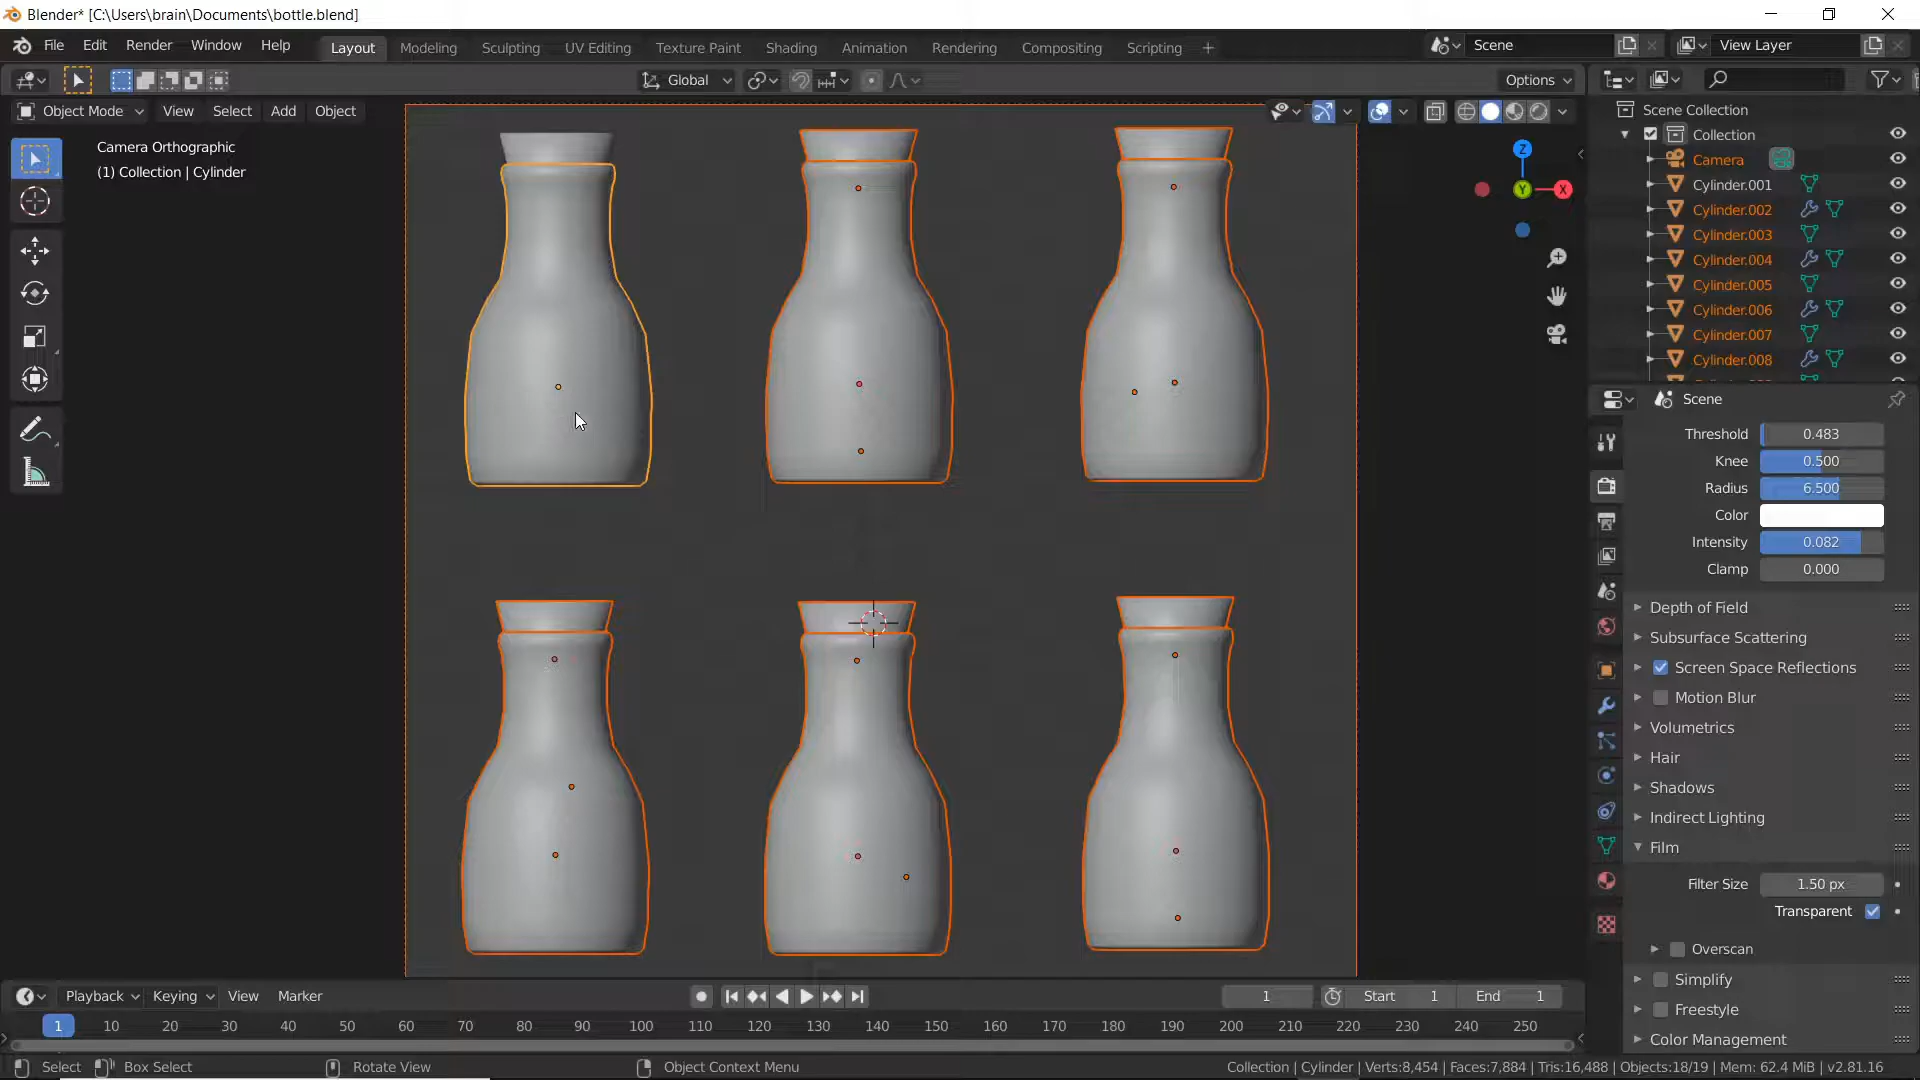 Blender* [C:\Users\brain\Documents\bottle.blend]
File Edit Render Window Help
Layout Modeling Sculpting UV Editing Texture Paint Shading Animation Rendering Compositing Scripting
Scene
View Layer
Global
Options
Object Mode View Select Add Object
Camera Orthographic
(1) Collection | Cylinder
Z
Y
X
Scene Collection
Collection
Camera
Cylinder.001
Cylinder.002
Cylinder.003
Cylinder.004
Cylinder.005
Cylinder.006
Cylinder.007
Cylinder.008
Scene
Threshold 0.483
Knee 0.500
Radius 6.500
Color
Intensity 0.082
Clamp 0.000
Depth of Field
Subsurface Scattering
Screen Space Reflections
Motion Blur
Volumetrics
Hair
Shadows
Indirect Lighting
Film
Filter Size 1.50 px
Transparent
Overscan
Simplify
Freestyle
Color Management
Playback Keying View Marker
1
Start 1
End 1
1 10 20 30 40 50 60 70 80 90 100 110 120 130 140 150 160 170 180 190 200 210 220 230 240 250
Select Box Select Rotate View Object Context Menu
Collection | Cylinder | Verts:8,454 | Faces:7,884 | Tris:16,488 | Objects:18/19 | Mem: 62.4 MiB | v2.81.16